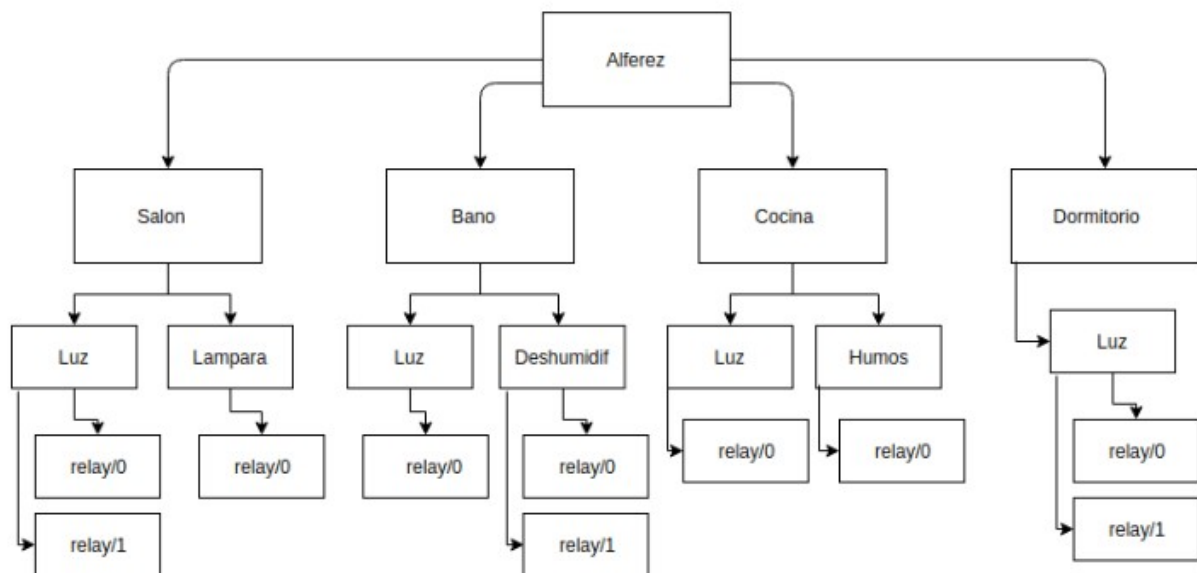 Alferez
Salon
Bano
Cocina
Dormitorio
Luz
Lampara
Luz
Deshumidif
Luz
Humos
Luz
relay/0
relay/0
relay/0
relay/0
relay/0
relay/0
relay/0
relay/1
relay/1
relay/1